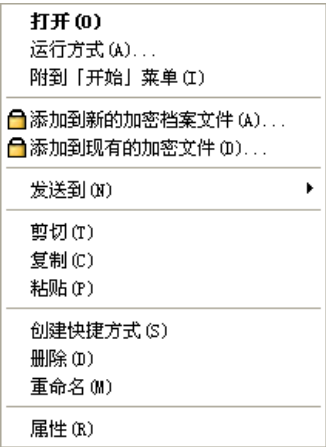 打开(O)
运行方式(A)...
附到「开始」菜单(I)
添加到新的加密档案文件(A)...
添加到现有的加密文件(D)...
发送到(N)
剪切(T)
复制(C)
粘贴(P)
创建快捷方式(S)
删除(D)
重命名(M)
属性(R)